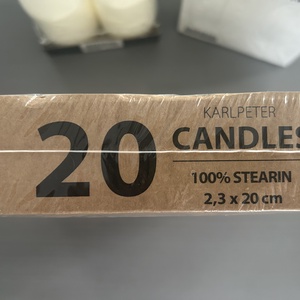 20
KARLPETER
CANDLES
100% STEARIN
2,3 x 20 cm